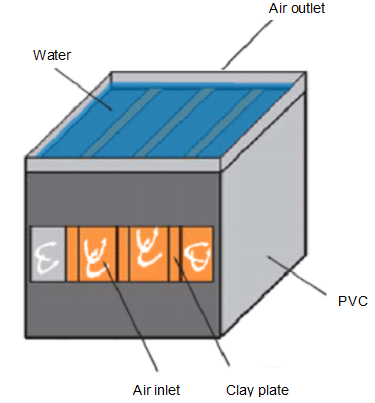 Air outlet
Water
PVC
Air inlet
Clay plate